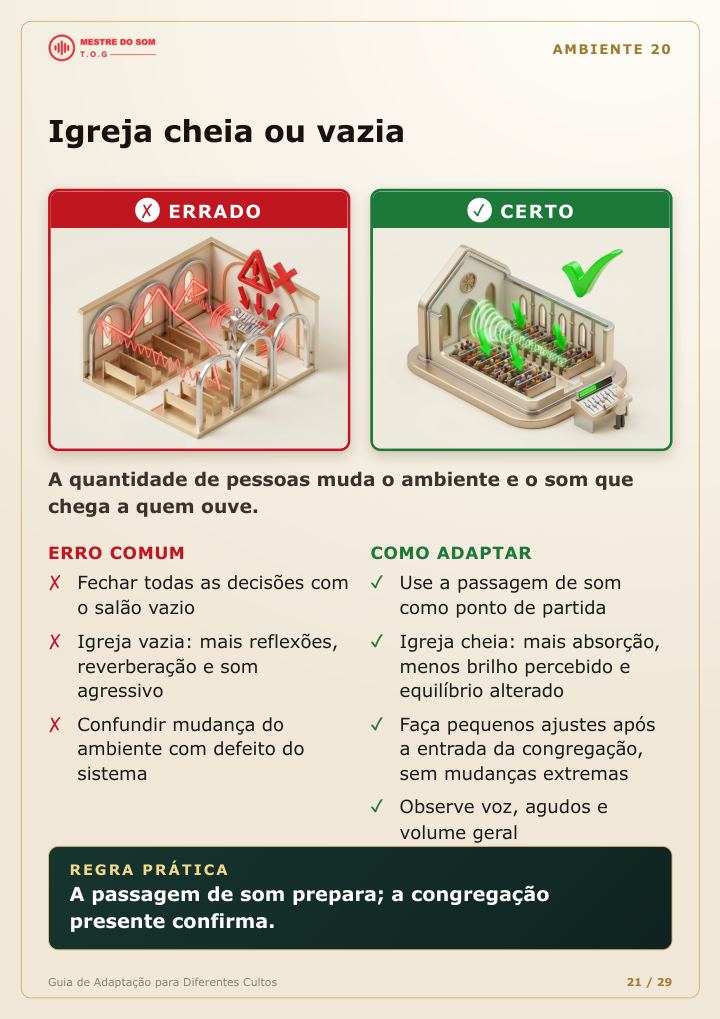 MESTRE DO SOM
T.O.G
AMBIENTE 20
Igreja cheia ou vazia
✗ ERRADO
✓ CERTO
A quantidade de pessoas muda o ambiente e o som que
chega a quem ouve.
ERRO COMUM
✗ Fechar todas as decisões com
o salão vazio
✗ Igreja vazia: mais reflexões,
reverberação e som
agressivo
✗ Confundir mudança do
ambiente com defeito do
sistema
COMO ADAPTAR
✓ Use a passagem de som
como ponto de partida
✓ Igreja cheia: mais absorção,
menos brilho percebido e
equilíbrio alterado
✓ Faça pequenos ajustes após
a entrada da congregação,
sem mudanças extremas
✓ Observe voz, agudos e
volume geral
REGRA PRÁTICA
A passagem de som prepara; a congregação
presente confirma.
Guia de Adaptação para Diferentes Cultos
21 / 29